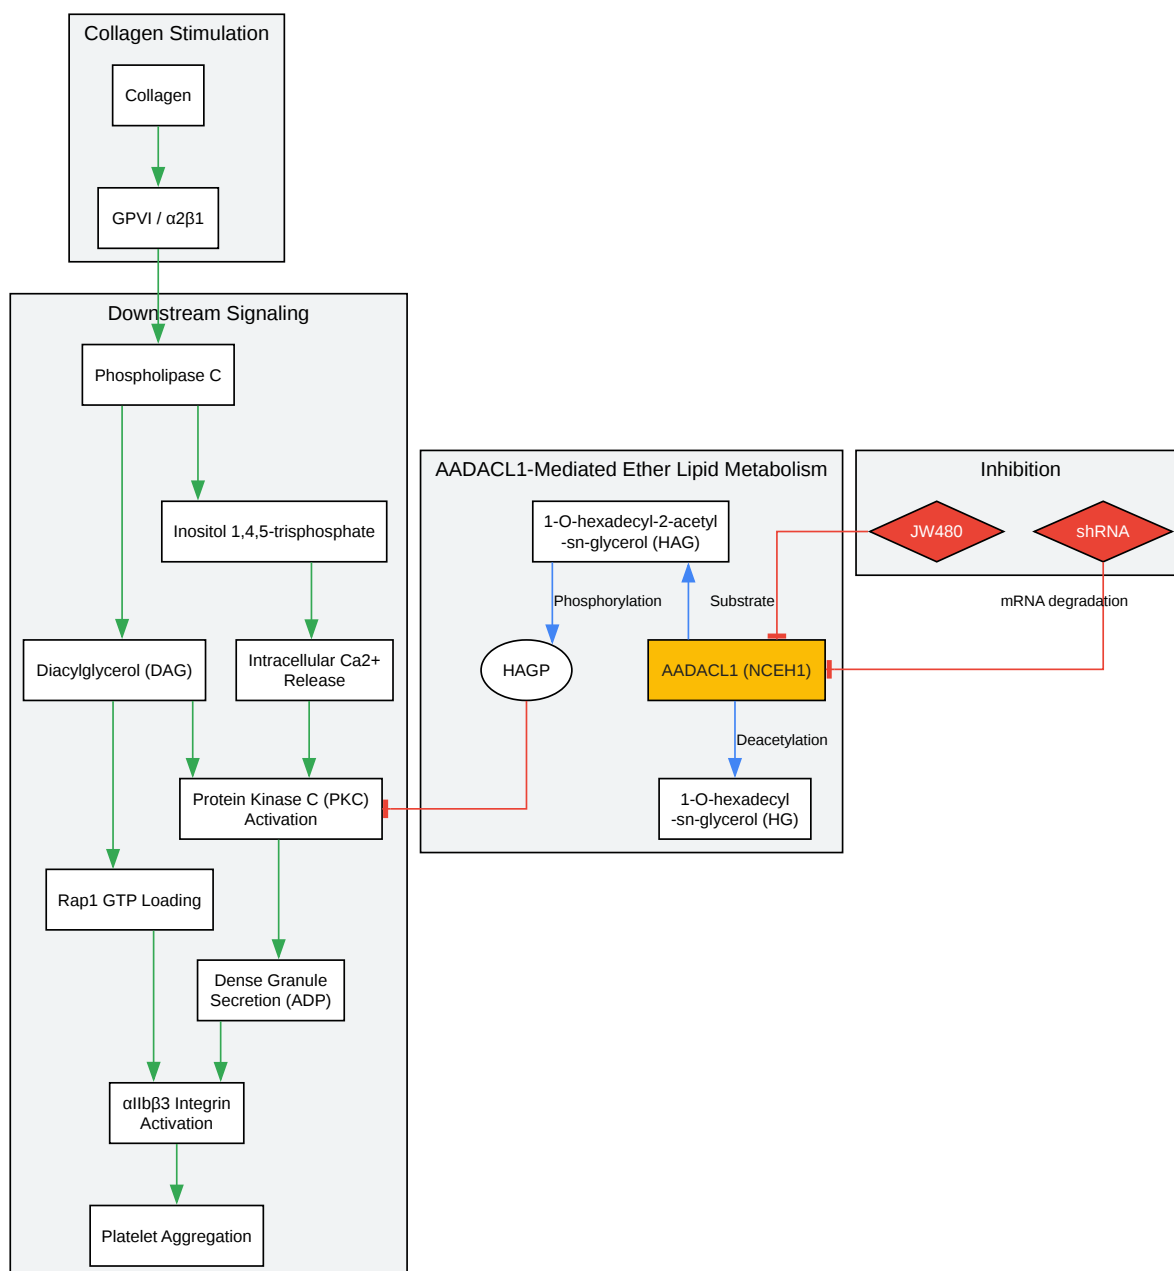 Collagen Stimulation
Collagen
GPVI / α2β1
Downstream Signaling
Phospholipase C
Inositol 1,4,5-trisphosphate
Diacylglycerol (DAG)
Intracellular Ca2+
Release
Protein Kinase C (PKC)
Activation
Rap1 GTP Loading
Dense Granule
Secretion (ADP)
αIIbβ3 Integrin
Activation
Platelet Aggregation
AADACL1-Mediated Ether Lipid Metabolism
1-O-hexadecyl-2-acetyl
-sn-glycerol (HAG)
Phosphorylation
Substrate
HAGP
AADACL1 (NCEH1)
Deacetylation
1-O-hexadecyl
-sn-glycerol (HG)
Inhibition
JW480
shRNA
mRNA degradation